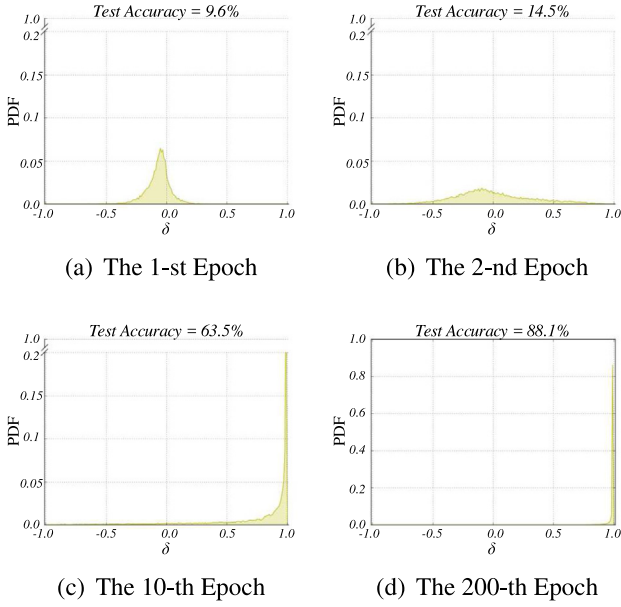 Test Accuracy = 9.6%
1.0
0.2
0.15
0.1
0.05
0.0
PDF
-1.0 -0.5 0.0 0.5 1.0
δ
(a) The 1-st Epoch
Test Accuracy = 14.5%
1.0
0.2
0.15
0.1
0.05
0.0
PDF
-1.0 -0.5 0.0 0.5 1.0
δ
(b) The 2-nd Epoch
Test Accuracy = 63.5%
1.0
0.2
0.15
0.1
0.05
0.0
PDF
-1.0 -0.5 0.0 0.5 1.0
δ
(c) The 10-th Epoch
Test Accuracy = 88.1%
1.0
0.8
0.6
0.4
0.2
0.0
PDF
-1.0 -0.5 0.0 0.5 1.0
δ
(d) The 200-th Epoch